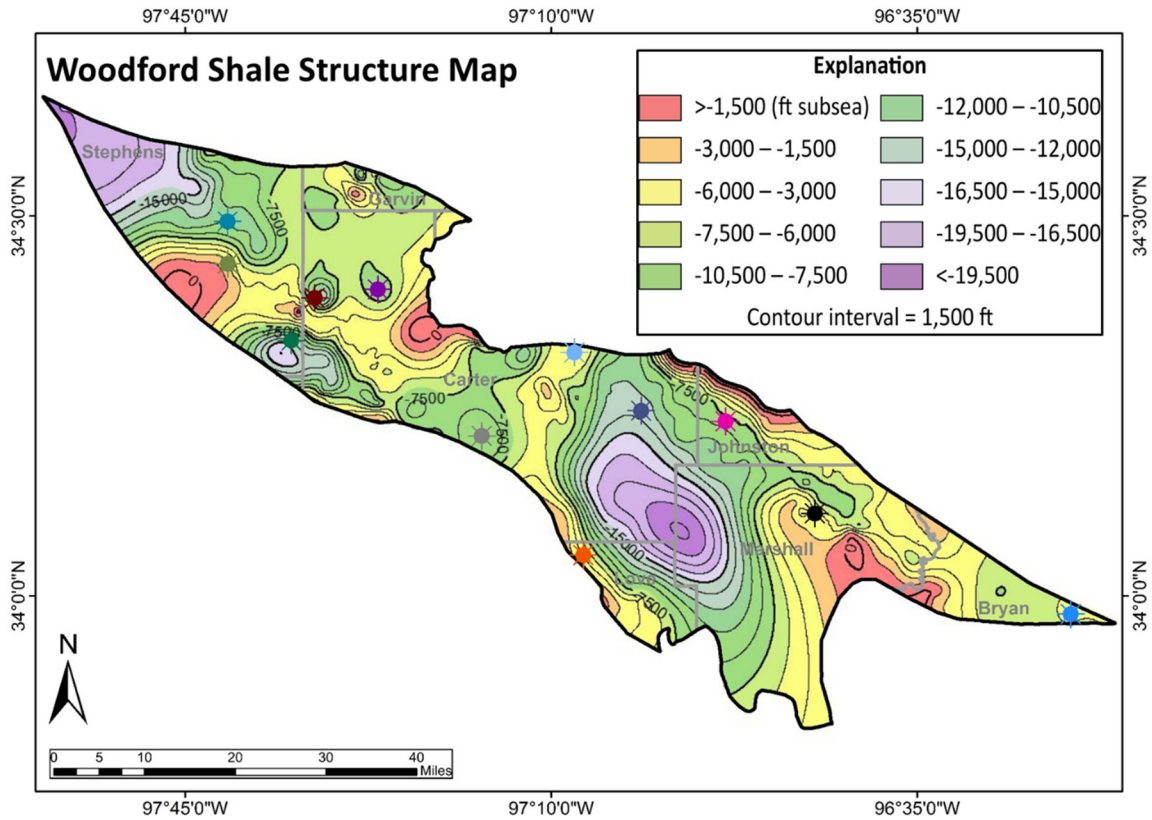 97°45'0"W 97°10'0"W 96°35'0"W
Woodford Shale Structure Map
Explanation
>-1,500 (ft subsea) -12,000 – -10,500
-3,000 – -1,500 -15,000 – -12,000
-6,000 – -3,000 -16,500 – -15,000
-7,500 – -6,000 -19,500 – -16,500
-10,500 – -7,500 <-19,500
Contour interval = 1,500 ft
Stephens
-15000
Garvin
-7500
34°30'0"N 34°30'0"N
0
-7500
0
Carter
-7500
-7500
-7500
Johnston
-15000
Marshall
0
Love
-7500
Bryan
34°0'0"N 34°0'0"N
N
0 5 10 20 30 40
Miles
97°45'0"W 97°10'0"W 96°35'0"W